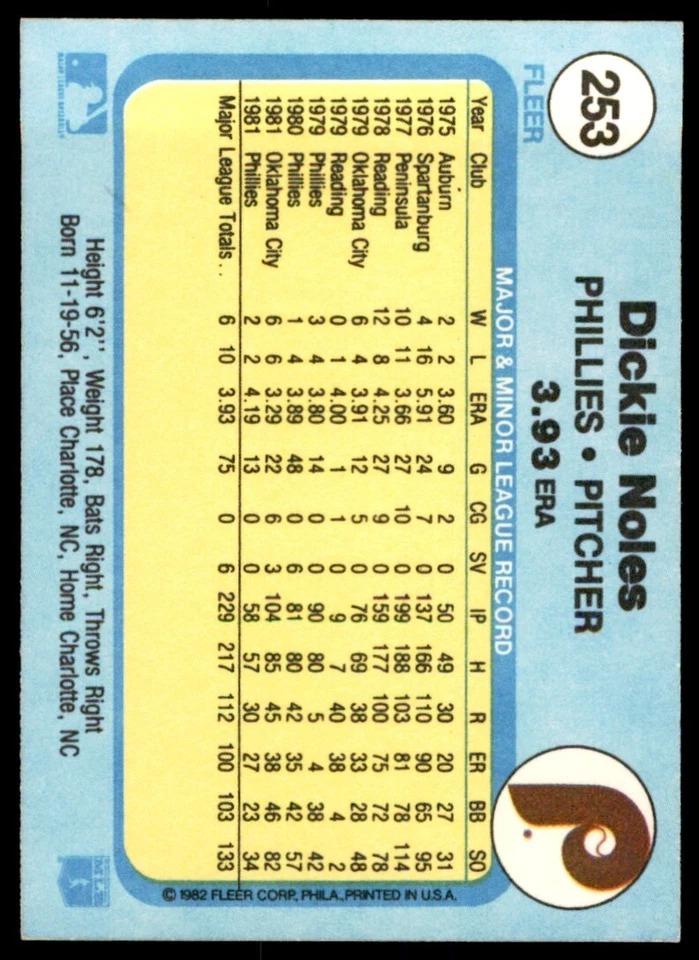 253
FLEER
Dickie Noles
PHILLIES • PITCHER
3.93 ERA
MAJOR & MINOR LEAGUE RECORD
Year Club W L ERA G CG SV IP H R ER BB SO
1975 Auburn 2 2 3.60 9 2 0 50 49 30 20 27 31
1976 Spartanburg 4 16 5.91 24 7 0 137 166 110 90 65 95
1977 Peninsula 10 11 3.66 27 10 0 199 188 103 81 78 114
1978 Reading 12 8 4.25 27 9 0 159 177 100 75 72 78
1979 Oklahoma City 6 4 3.91 12 5 0 76 69 38 33 28 48
1979 Reading 0 1 4.00 1 1 0 9 7 40 38 4 2
1979 Phillies 3 4 3.80 14 0 0 90 80 5 4 38 42
1980 Phillies 1 4 3.89 48 0 6 81 80 42 35 42 57
1981 Oklahoma City 6 6 3.29 22 6 3 104 85 45 38 46 82
1981 Phillies 2 2 4.19 13 0 0 58 57 30 27 23 34
Major League Totals . . 6 10 3.93 75 0 6 229 217 112 100 103 133
© 1982 FLEER CORP., PHILA., PRINTED IN U.S.A.
Height 6'2'', Weight 178, Bats Right, Throws Right
Born 11-19-56, Place Charlotte, NC, Home Charlotte, NC